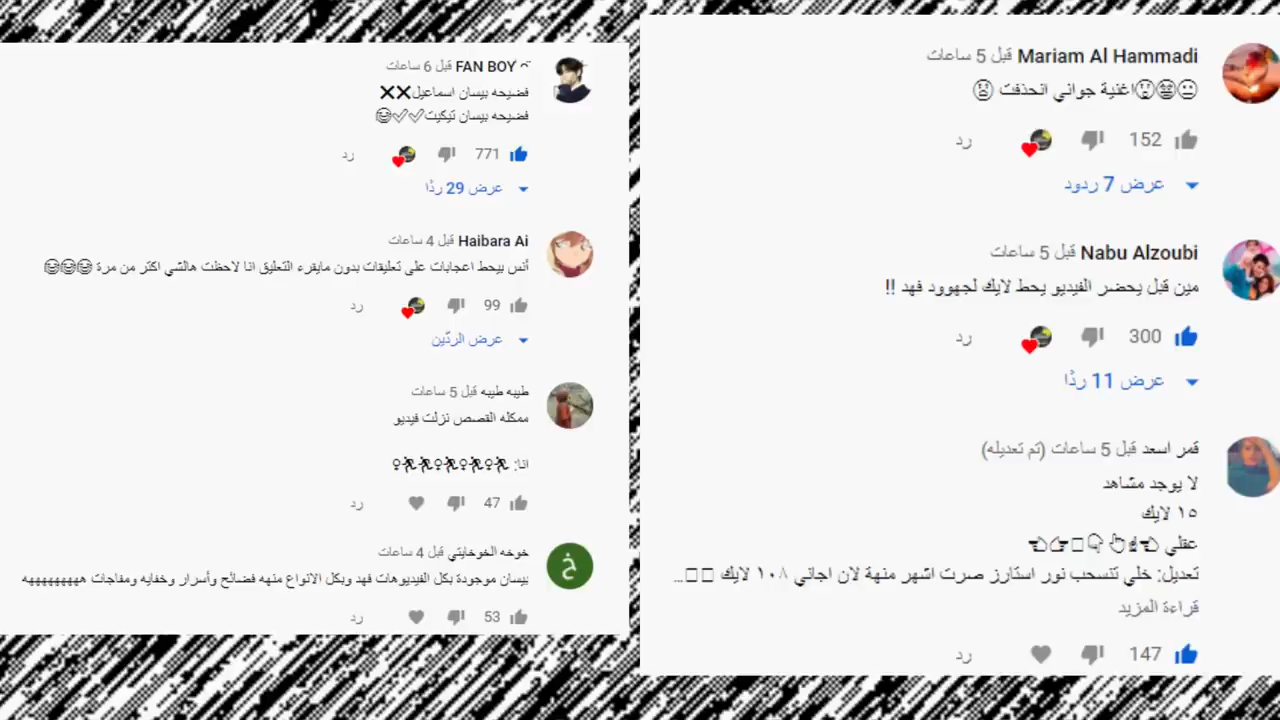 Mariam Al Hammadi قبل 5 ساعات
😐😨😲اغنية جواني انحذفت 😧
152 رد
عرض 7 ردود
Nabu Alzoubi قبل 5 ساعات
مين قبل يحضر الفيديو يحط لايك لجهوود فهد !!
300 رد
عرض 11 ردًا
قمر اسعد قبل 5 ساعات (تم تعديله)
لا يوجد مشاهد
١٥ لايك
عقلي 👈☝👆👇□👉👈
تعديل: خلي تنسحب نور استارز صرت اشهر منهة لان اجاني ١٠٨ لايك □□...
قراءة المزيد
147 رد
FAN BOY قبل 6 ساعات
فضيحه بيسان اسماعيل❌❌
فضيحه بيسان تيكيت✓✓😂
771 رد
عرض 29 ردًا
Haibara Ai قبل 4 ساعات
أنس بيحط اعجابات على تعليقات بدون مايقرء التعليق انا لاحظت هالشي اكثر من مرة 😂😂😂
99 رد
عرض الردّين
طيبه طيبه قبل 5 ساعات
ممكله القصص نزلت فيديو
انا: 🏃♀🏃♀🏃♀🏃🏃♀
47 رد
خ
خوخه الخوخايتي قبل 4 ساعات
بيسان موجودة بكل الفيديوهات فهد وبكل الانواع منهه فضائح وأسرار وخفايه ومفاجات ههههههههه
53 رد